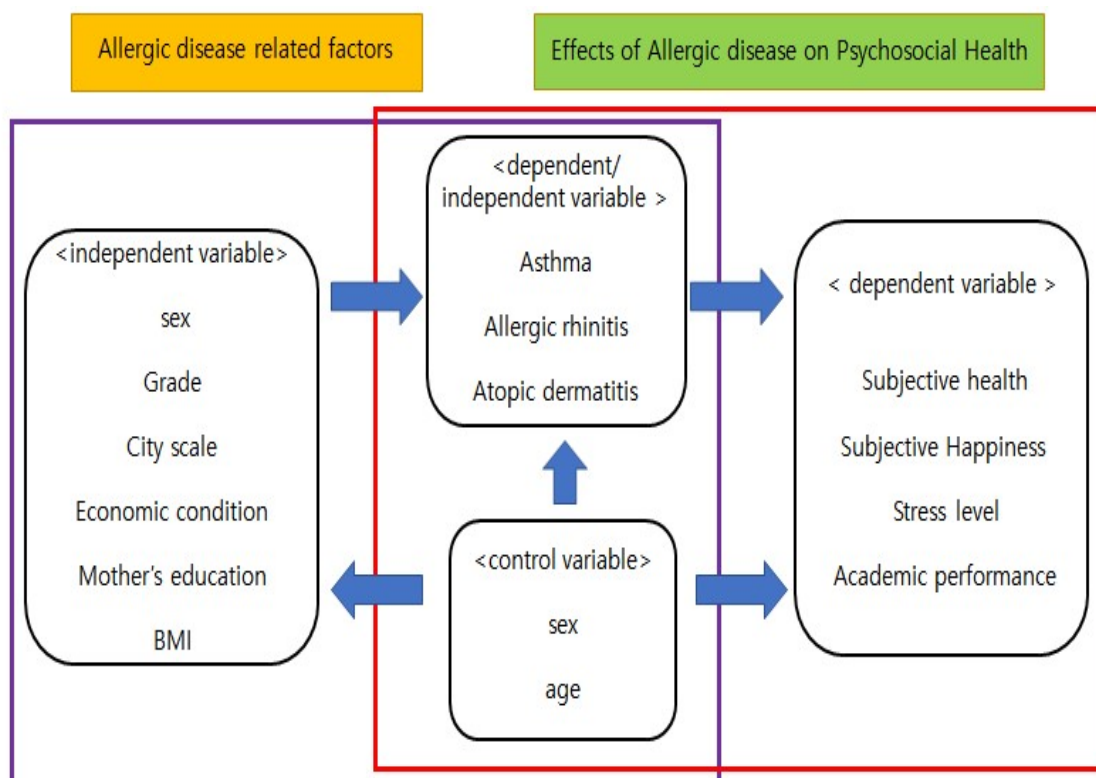 Allergic disease related factors
Effects of Allergic disease on Psychosocial Health
<independent variable>
sex
Grade
City scale
Economic condition
Mother's education
BMI
<dependent/
independent variable >
Asthma
Allergic rhinitis
Atopic dermatitis
<control variable>
sex
age
< dependent variable >
Subjective health
Subjective Happiness
Stress level
Academic performance